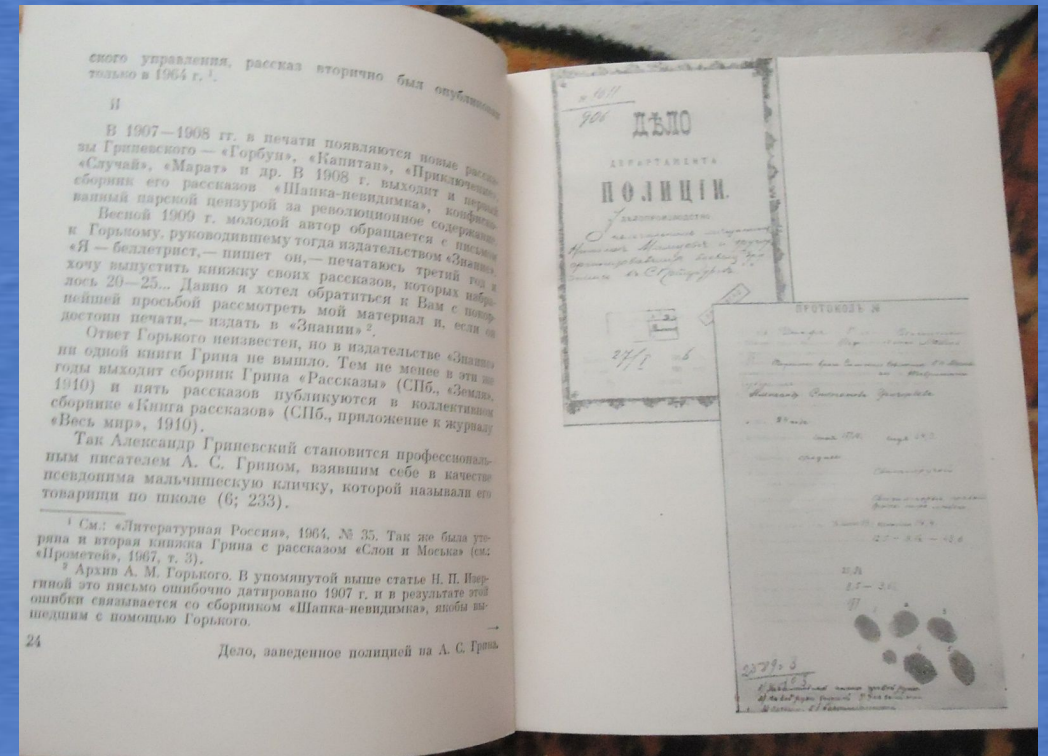 ского управления, рассказ вторично был опубликован
только в 1964 г. ¹.
II
В 1907—1908 гг. в печати появляются новые расска-
зы Гриневского — «Горбун», «Капитан», «Приключение»,
«Случай», «Марат» и др. В 1908 г. выходит и первый
сборник его рассказов «Шапка-невидимка», конфиско-
ванный царской цензурой за революционное содержание.
Весной 1909 г. молодой автор обращается с письмом
к Горькому, руководившему тогда издательством «Знание»,
«Я — беллетрист,— пишет он,— печатаюсь третий год и
хочу выпустить книжку своих рассказов, которых набра-
лось 20—25... Давно я хотел обратиться к Вам с покор-
нейшей просьбой рассмотреть мой материал и, если он
достоин печати,— издать в «Знании» ².
Ответ Горького неизвестен, но в издательстве «Знание»
ни одной книги Грина не вышло. Тем не менее в эти же
годы выходит сборник Грина «Рассказы» (СПб., «Земля»,
1910) и пять рассказов публикуются в коллективном
сборнике «Книга рассказов» (СПб., приложение к журналу
«Весь мир», 1910).
Так Александр Гриневский становится профессиональ-
ным писателем А. С. Грином, взявшим себе в качестве
псевдонима мальчишескую кличку, которой называли его
товарищи по школе (6; 233).
¹ См.: «Литературная Россия», 1964, № 35. Так же была уте-
ряна и вторая книжка Грина с рассказом «Слон и Моська» (см.:
«Прометей», 1967, т. 3).
² Архив А. М. Горького. В упомянутой выше статье Н. П. Изер-
гиной это письмо ошибочно датировано 1907 г. и в результате этой
ошибки связывается со сборником «Шапка-невидимка», якобы вы-
шедшим с помощью Горького.
24
Дело, заведенное полицией на А. С. Грина.
906
ДѢЛО
ДЕПАРТАМЕНТА
ПОЛИЦІИ.
ДѢЛОПРОИЗВОДСТВО
ПРОТОКОЛЪ №